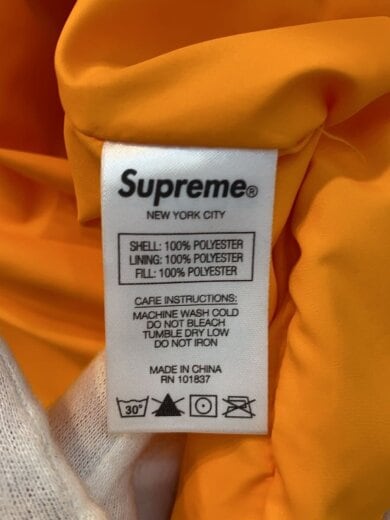 Supreme®
NEW YORK CITY
SHELL: 100% POLYESTER
LINING: 100% POLYESTER
FILL: 100% POLYESTER
CARE INSTRUCTIONS:
MACHINE WASH COLD
DO NOT BLEACH
TUMBLE DRY LOW
DO NOT IRON
MADE IN CHINA
RN 101837
30°